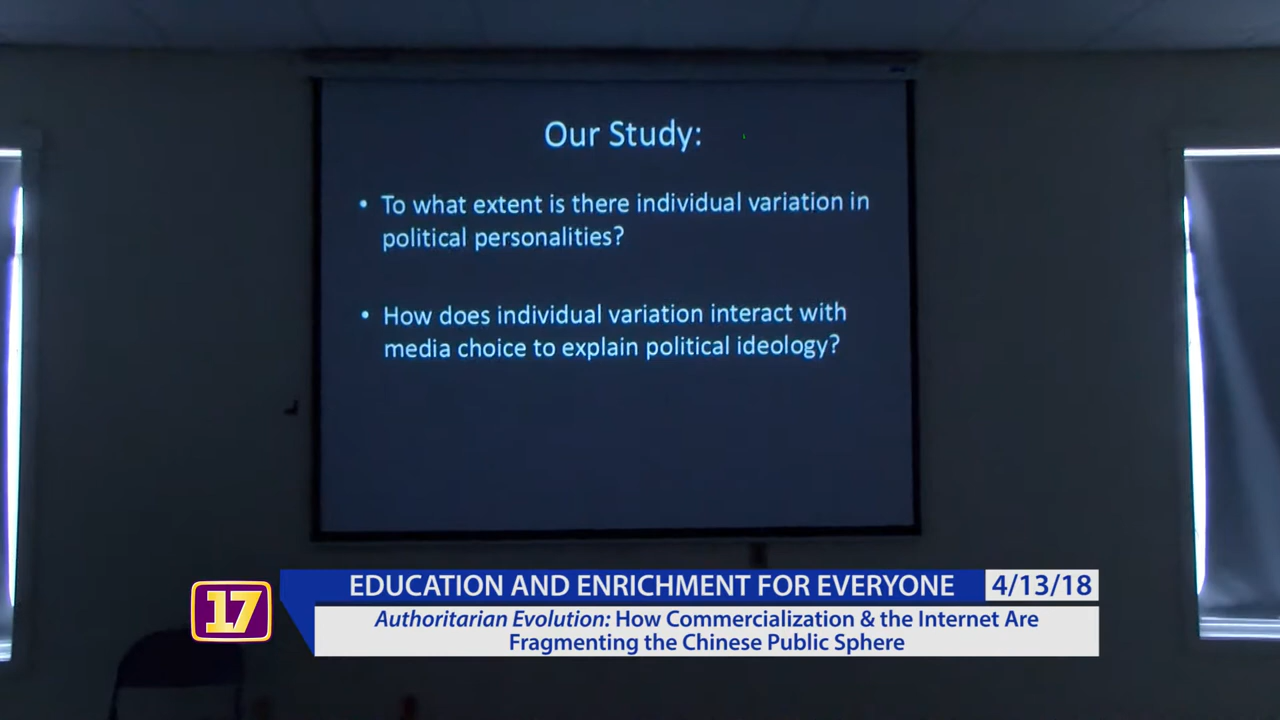 Our Study:
• To what extent is there individual variation in
political personalities?
• How does individual variation interact with
media choice to explain political ideology?
17
EDUCATION AND ENRICHMENT FOR EVERYONE
4/13/18
Authoritarian Evolution: How Commercialization & the Internet Are
Fragmenting the Chinese Public Sphere